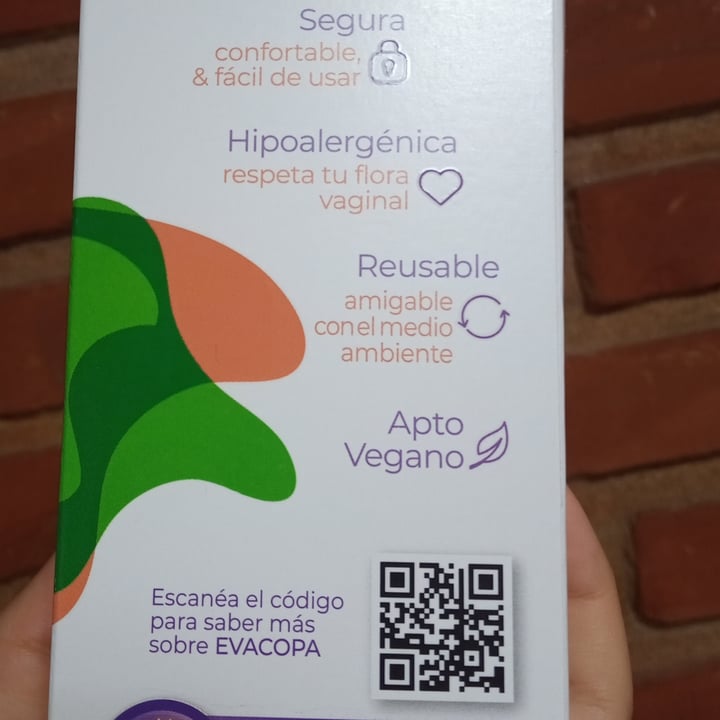 Segura
confortable,
& fácil de usar
Hipoalergénica
respeta tu flora
vaginal
Reusable
amigable
con el medio
ambiente
Apto
Vegano
Escanéa el código
para saber más
sobre EVACOPA